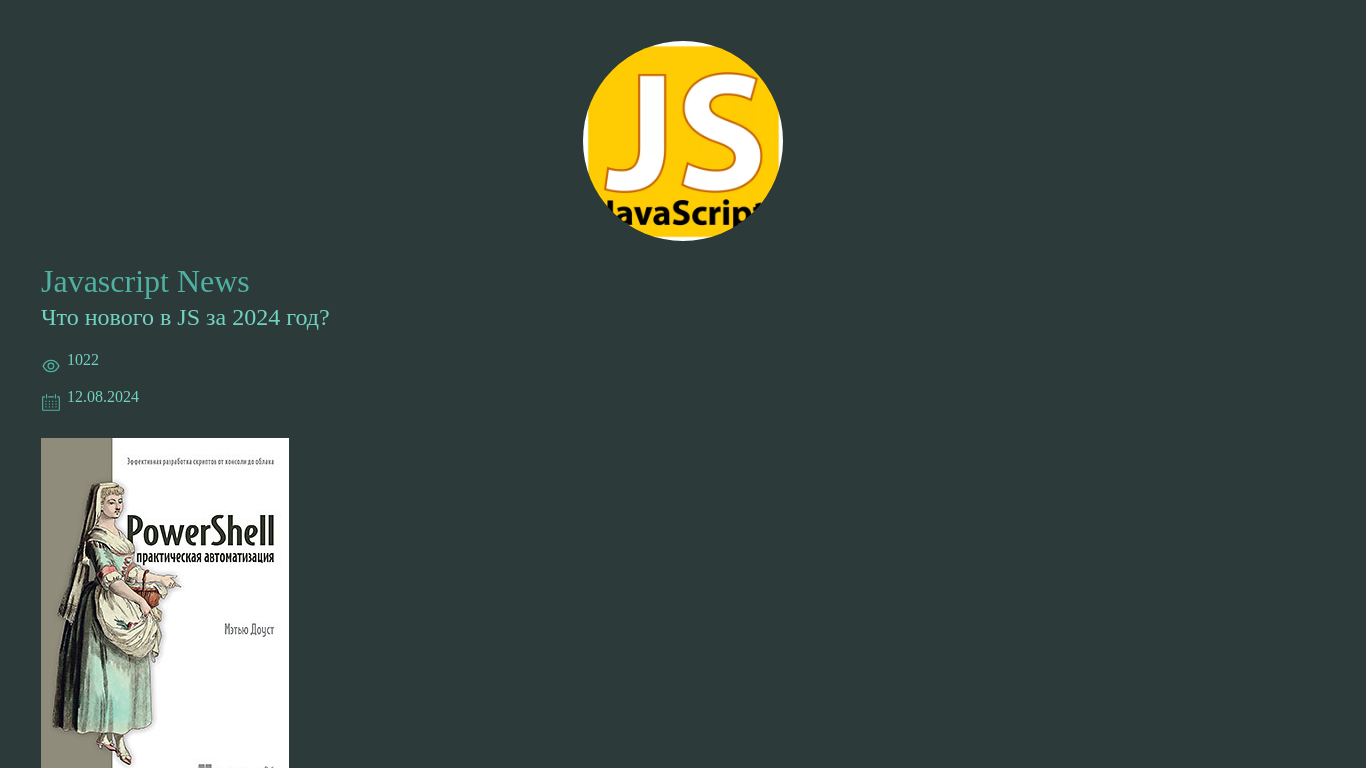 JS
JavaScript
Javascript News
Что нового в JS за 2024 год?
1022
12.08.2024
Эффективная разработка скриптов от консоли до облака
PowerShell
практическая автоматизация
Мэтью Доуст